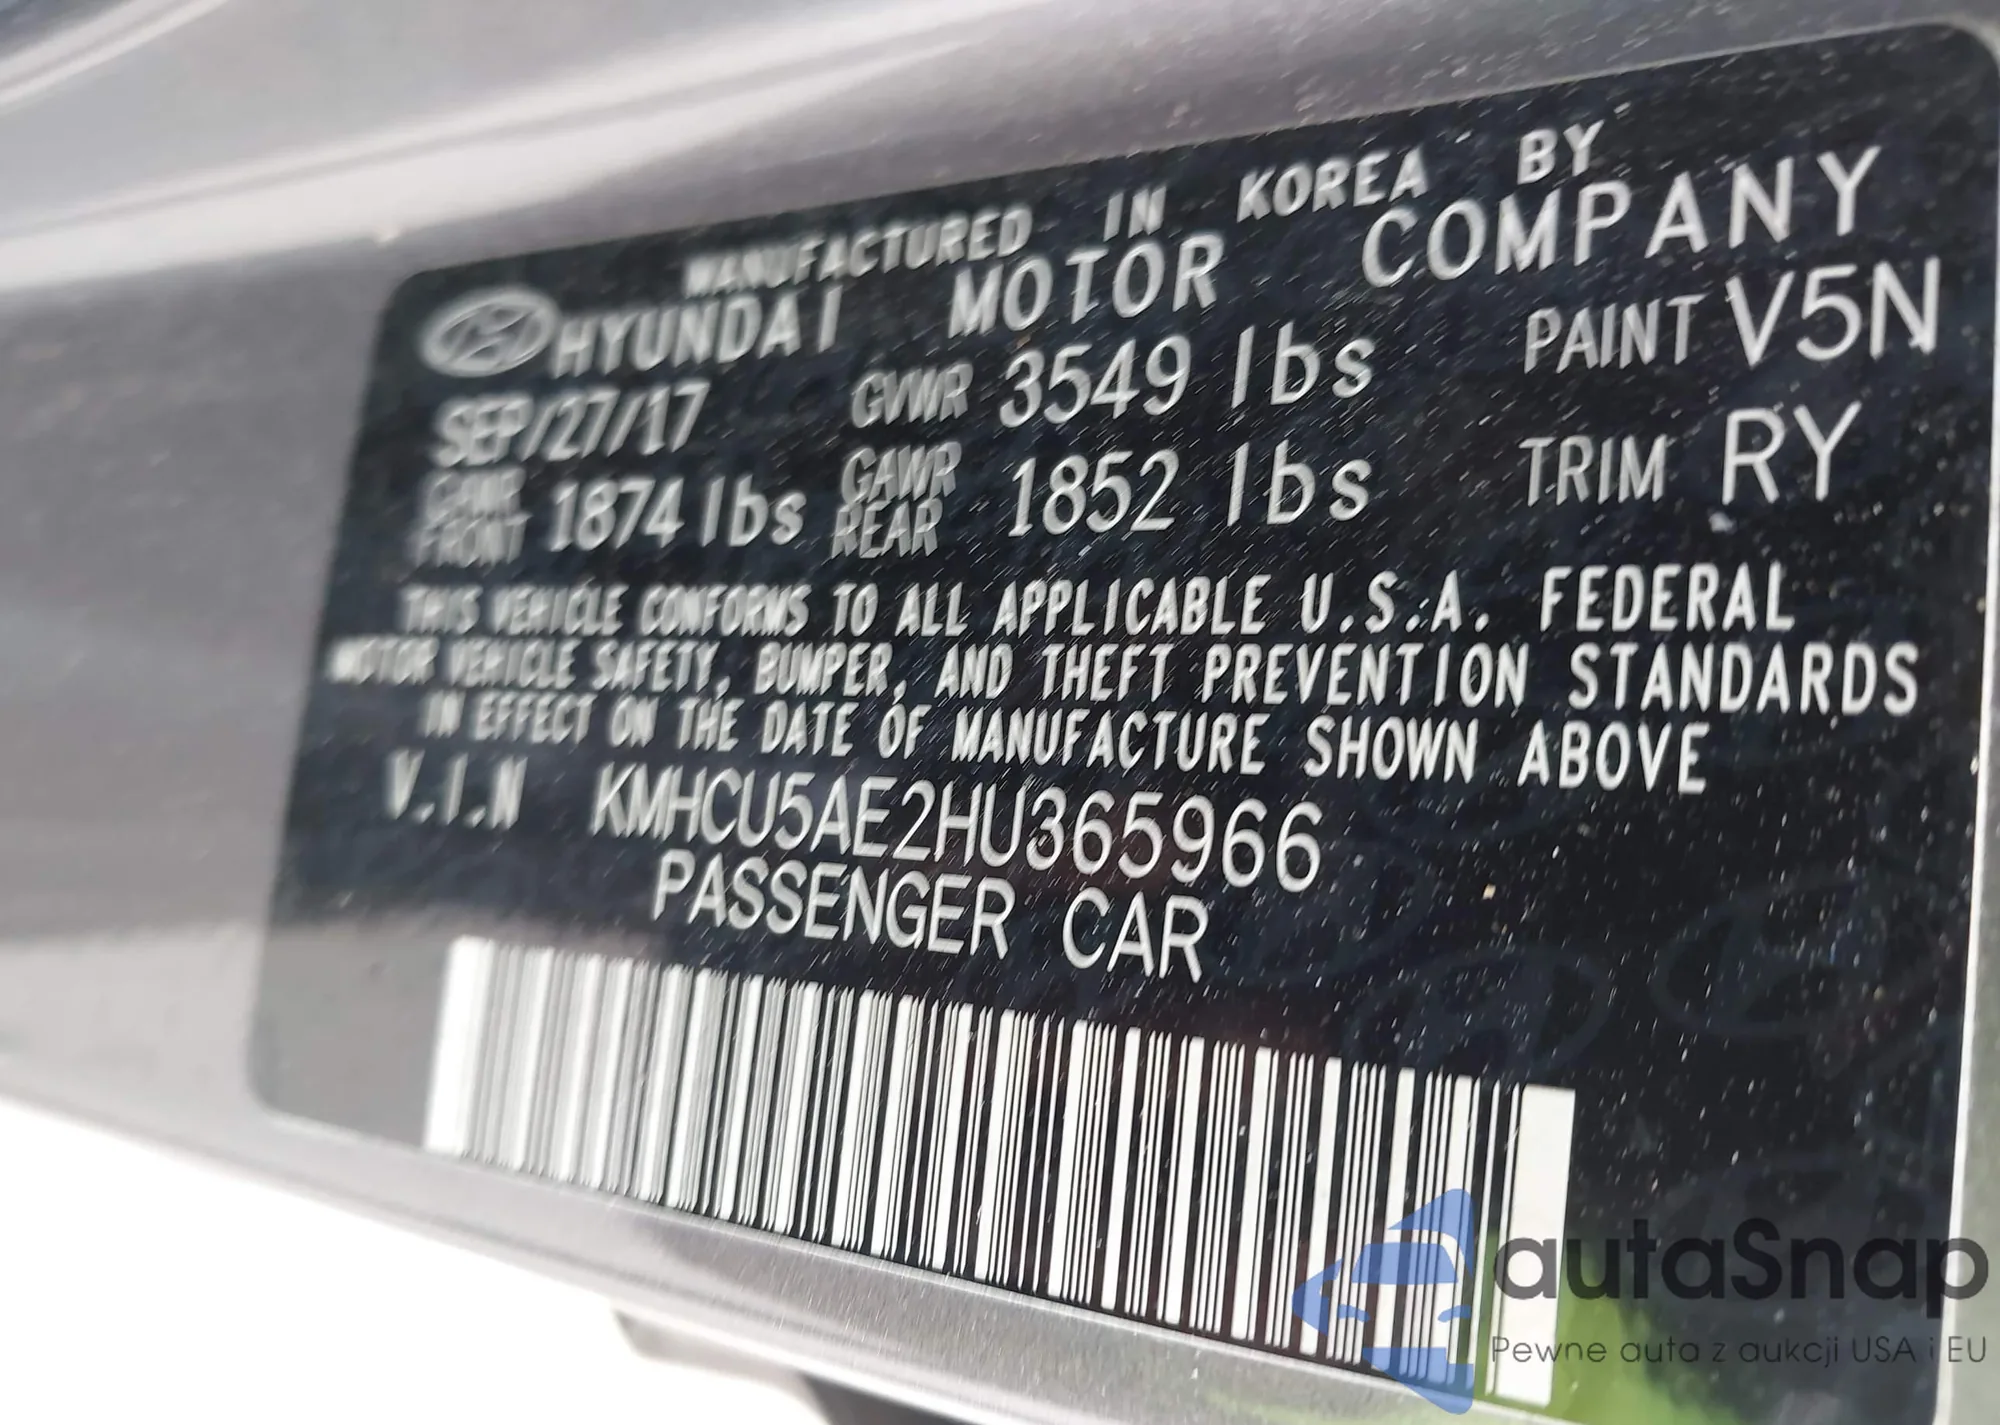 MANUFACTURED IN KOREA BY
HYUNDAI MOTOR COMPANY
SEP/27/17 GVWR 3549 lbs PAINT V5N
GAWR FRONT 1874 lbs GAWR REAR 1852 lbs TRIM RY
THIS VEHICLE CONFORMS TO ALL APPLICABLE U.S.A. FEDERAL
MOTOR VEHICLE SAFETY, BUMPER, AND THEFT PREVENTION STANDARDS
IN EFFECT ON THE DATE OF MANUFACTURE SHOWN ABOVE
V.I.N KMHCU5AE2HU365966
PASSENGER CAR
autaSnap
Pewne auta z aukcji USA i EU